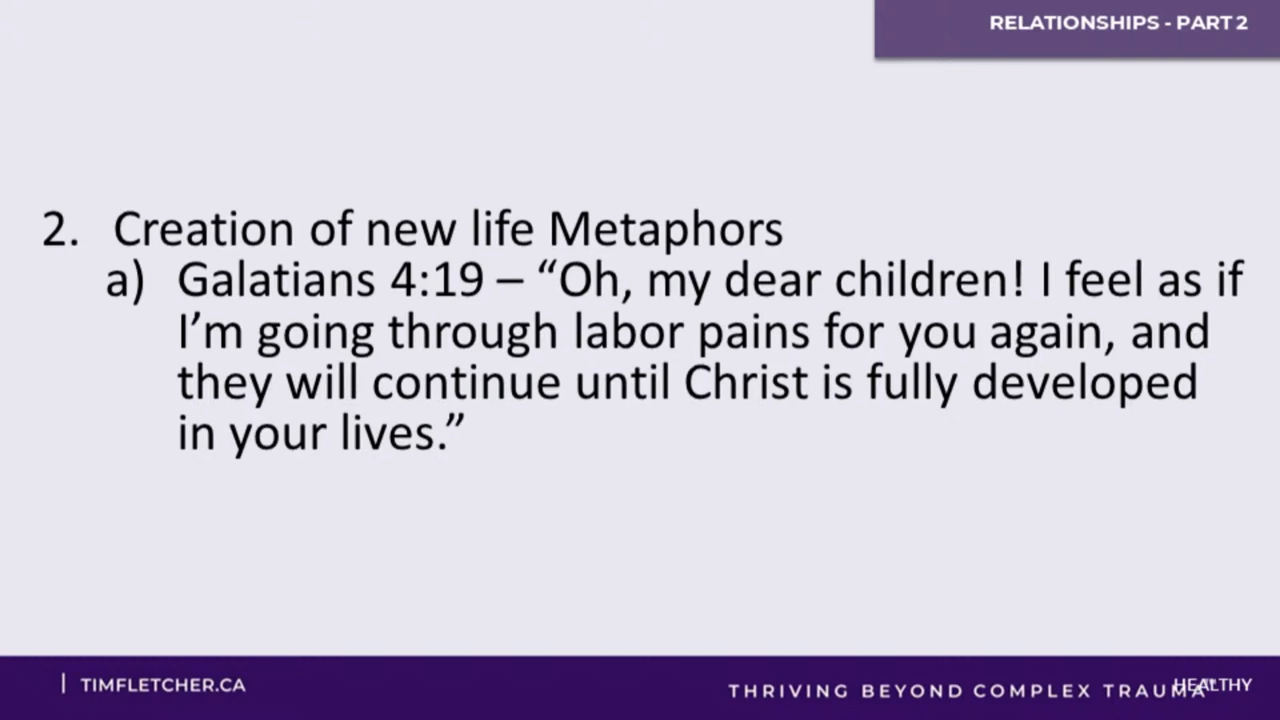 RELATIONSHIPS - PART 2
2. Creation of new life Metaphors
a) Galatians 4:19 – “Oh, my dear children! I feel as if
I’m going through labor pains for you again, and
they will continue until Christ is fully developed
in your lives.”
| TIMFLETCHER.CA
THRIVING BEYOND COMPLEX TRAUMA
HEALTHY